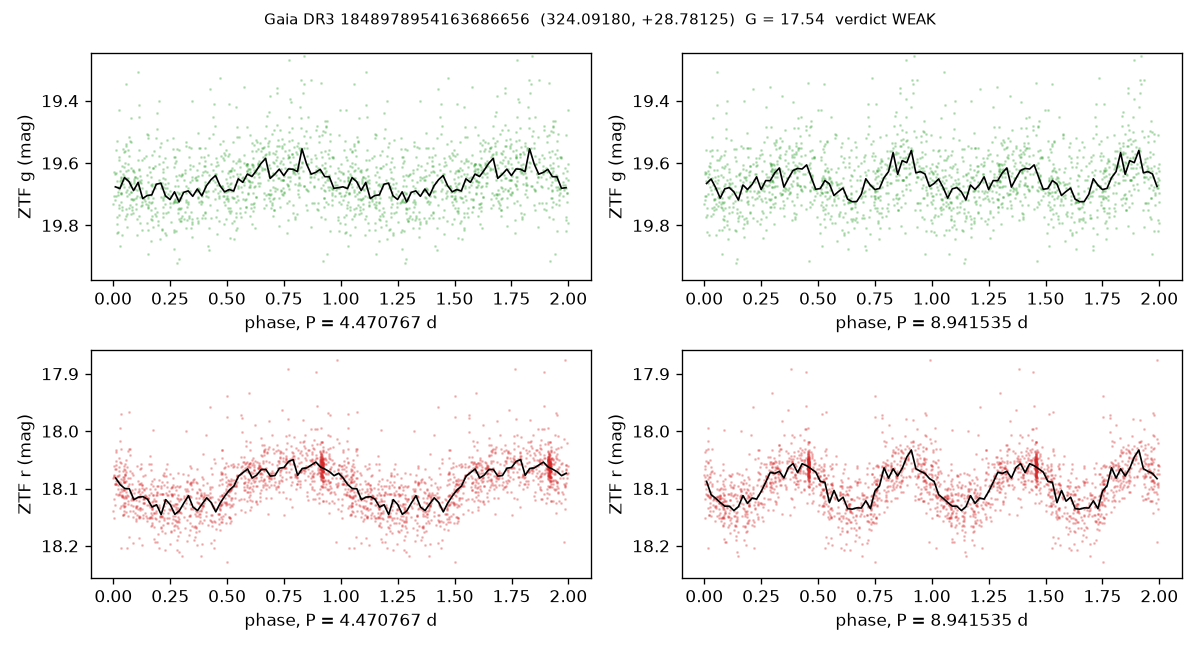 Gaia DR3 1848978954163686656 (324.09180, +28.78125) G = 17.54 verdict WEAK
ZTF g (mag)
19.4
19.6
19.8
0.00 0.25 0.50 0.75 1.00 1.25 1.50 1.75 2.00
phase, P = 4.470767 d
ZTF g (mag)
19.4
19.6
19.8
0.00 0.25 0.50 0.75 1.00 1.25 1.50 1.75 2.00
phase, P = 8.941535 d
ZTF r (mag)
17.9
18.0
18.1
18.2
0.00 0.25 0.50 0.75 1.00 1.25 1.50 1.75 2.00
phase, P = 4.470767 d
ZTF r (mag)
17.9
18.0
18.1
18.2
0.00 0.25 0.50 0.75 1.00 1.25 1.50 1.75 2.00
phase, P = 8.941535 d